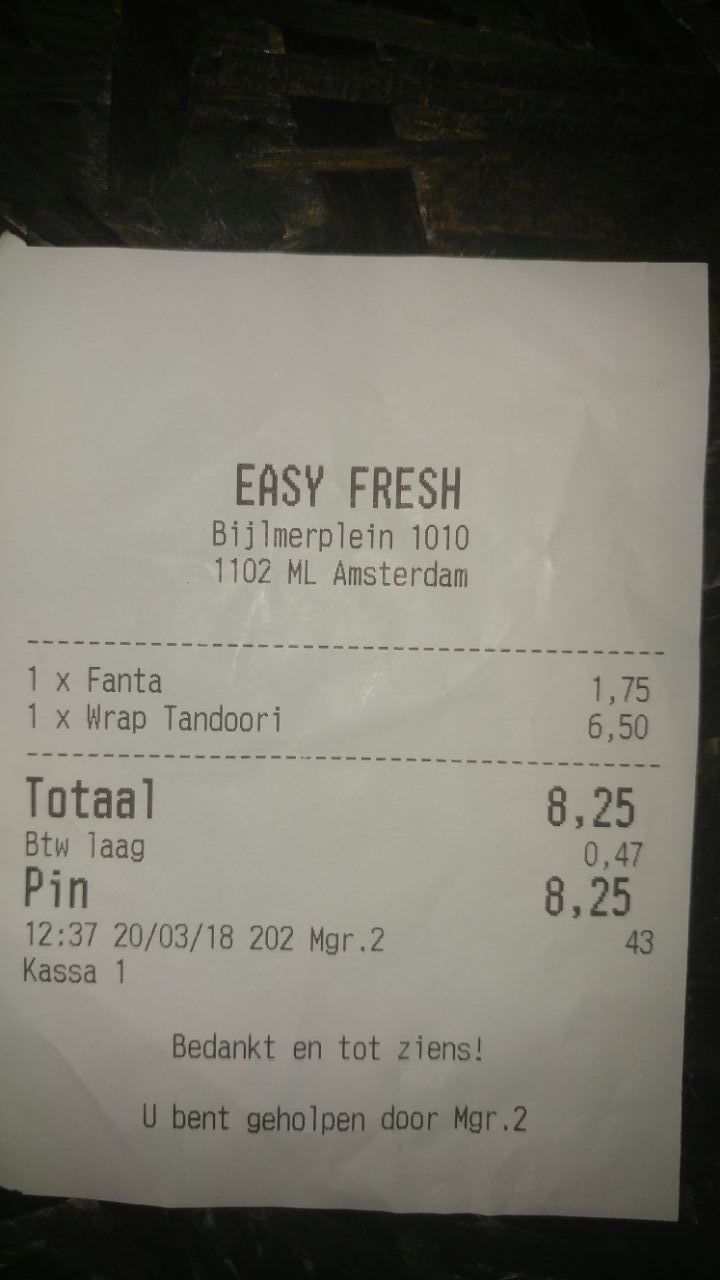 EASY FRESH
Bijlmerplein 1010
1102 ML Amsterdam
1 x Fanta 1,75
1 x Wrap Tandoori 6,50
Totaal 8,25
Btw laag 0,47
Pin 8,25
12:37 20/03/18 202 Mgr.2 43
Kassa 1
Bedankt en tot ziens!
U bent geholpen door Mgr.2